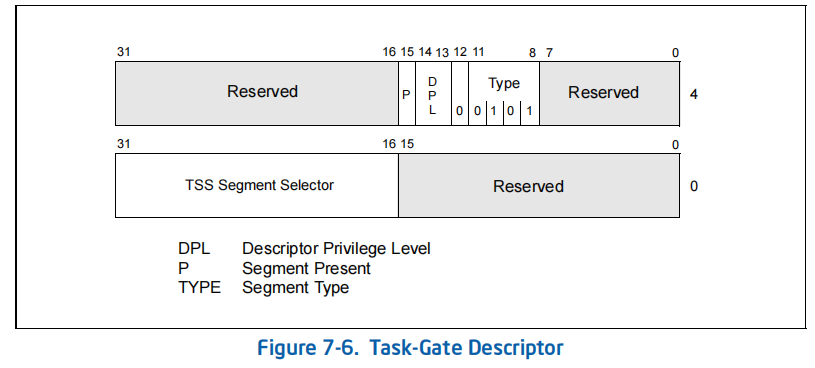 31 16 15 14 13 12 11 8 7 0
Reserved P DPL 0 Type 0 1 0 1 Reserved 4
31 16 15 0
TSS Segment Selector Reserved 0
DPL Descriptor Privilege Level
P Segment Present
TYPE Segment Type
Figure 7-6. Task-Gate Descriptor